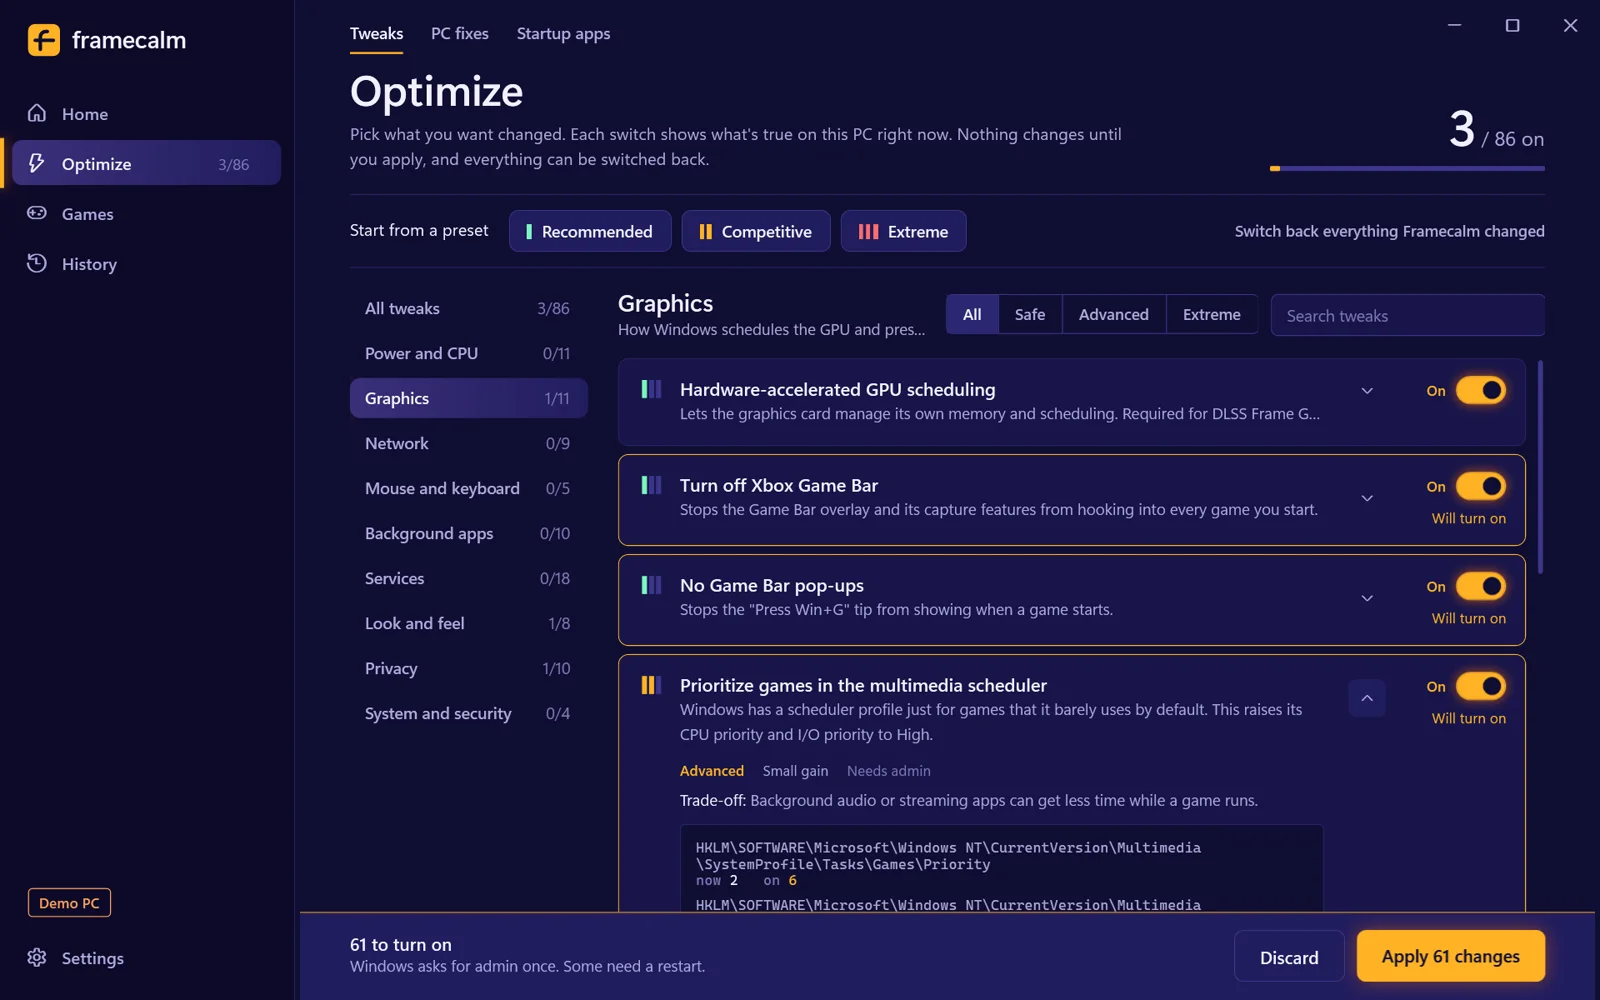 framecalm
Home
Optimize 3/86
Games
History
Demo PC
Settings
Tweaks PC fixes Startup apps
Optimize
Pick what you want changed. Each switch shows what's true on this PC right now. Nothing changes until
you apply, and everything can be switched back.
3 / 86 on
Start from a preset Recommended Competitive Extreme Switch back everything Framecalm changed
All tweaks 3/86
Power and CPU 0/11
Graphics 1/11
Network 0/9
Mouse and keyboard 0/5
Background apps 0/10
Services 0/18
Look and feel 1/8
Privacy 1/10
System and security 0/4
Graphics
How Windows schedules the GPU and pres...
All Safe Advanced Extreme Search tweaks
Hardware-accelerated GPU scheduling
Lets the graphics card manage its own memory and scheduling. Required for DLSS Frame G...
On
Turn off Xbox Game Bar
Stops the Game Bar overlay and its capture features from hooking into every game you start.
On
Will turn on
No Game Bar pop-ups
Stops the "Press Win+G" tip from showing when a game starts.
On
Will turn on
Prioritize games in the multimedia scheduler
Windows has a scheduler profile just for games that it barely uses by default. This raises its
CPU priority and I/O priority to High.
On
Will turn on
Advanced Small gain Needs admin
Trade-off: Background audio or streaming apps can get less time while a game runs.
HKLM\SOFTWARE\Microsoft\Windows NT\CurrentVersion\Multimedia
\SystemProfile\Tasks\Games\Priority
now 2 on 6
HKLM\SOFTWARE\Microsoft\Windows NT\CurrentVersion\Multimedia
61 to turn on
Windows asks for admin once. Some need a restart.
Discard Apply 61 changes